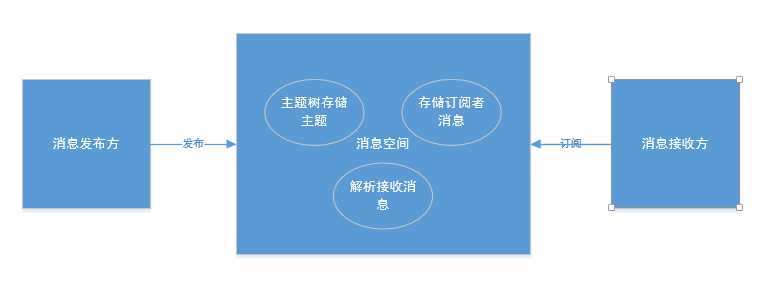 消息发布方
发布
主题树存储
主题
存储订阅者
消息
消息空间
解析接收消
息
订阅
消息接收方